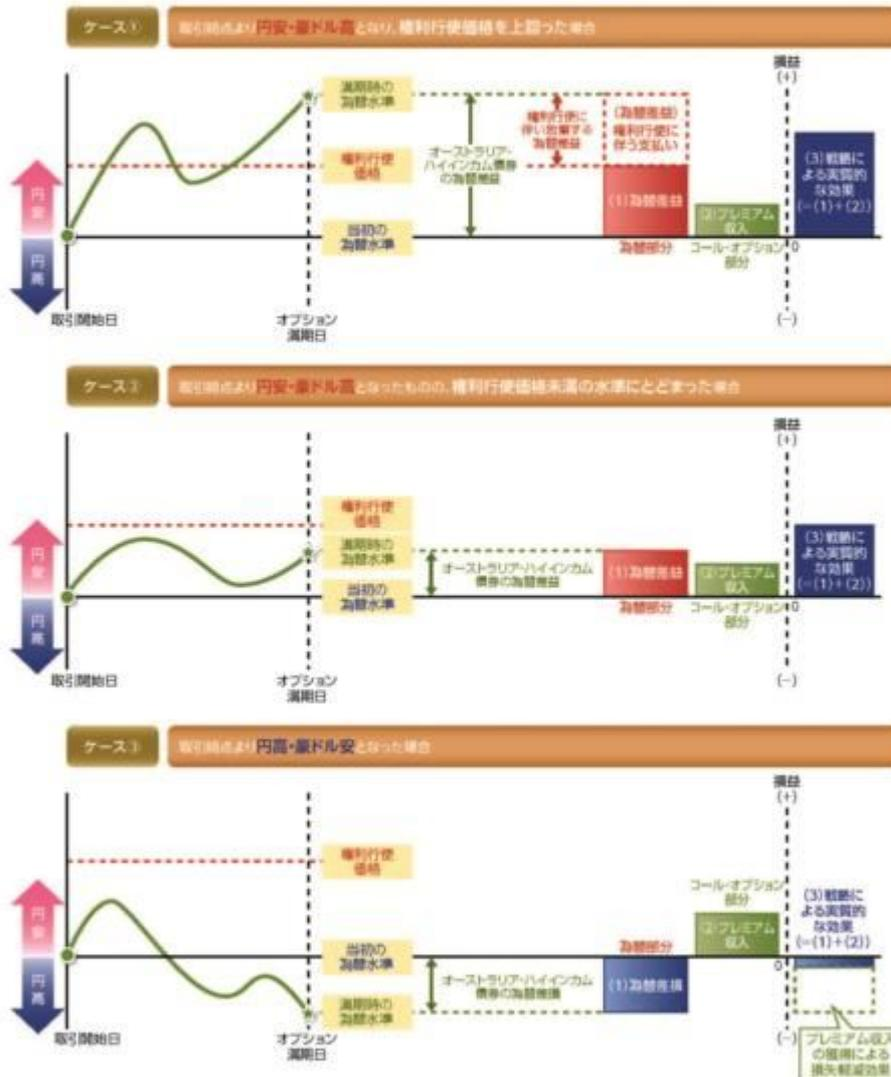 ケース①
取引時点より円安・豪ドル高となり、権利行使価格を上回った場合
損益
(+)
円安
円高
満期時の
為替水準
権利行使
価格
当初の
為替水準
オーストラリア・
ハイインカム債券
の為替差益
権利行使に
伴い放棄する
為替差益
(為替差益)
権利行使に
伴う支払い
(1)為替差益
(2)プレミアム
収入
(3)戦略に
よる実質的
な効果
(=(1)+(2))
為替部分
コール・オプション
部分
0
取引開始日
オプション
満期日
(-)
ケース②
取引時点より円安・豪ドル高となったものの、権利行使価格未満の水準にとどまった場合
損益
(+)
円安
円高
権利行使
価格
満期時の
為替水準
当初の
為替水準
オーストラリア・ハイインカム
債券の為替差益
(1)為替差益
(2)プレミアム
収入
(3)戦略に
よる実質的
な効果
(=(1)+(2))
為替部分
コール・オプション
部分
0
取引開始日
オプション
満期日
(-)
ケース③
取引時点より円高・豪ドル安となった場合
損益
(+)
円安
円高
権利行使
価格
当初の
為替水準
満期時の
為替水準
オーストラリア・ハイインカム
債券の為替差損
為替部分
(1)為替差損
コール・オプション
部分
(2)プレミアム
収入
(3)戦略に
よる実質的
な効果
(=(1)+(2))
0
取引開始日
オプション
満期日
(-)
プレミアム収入
の獲得による
損失軽減効果